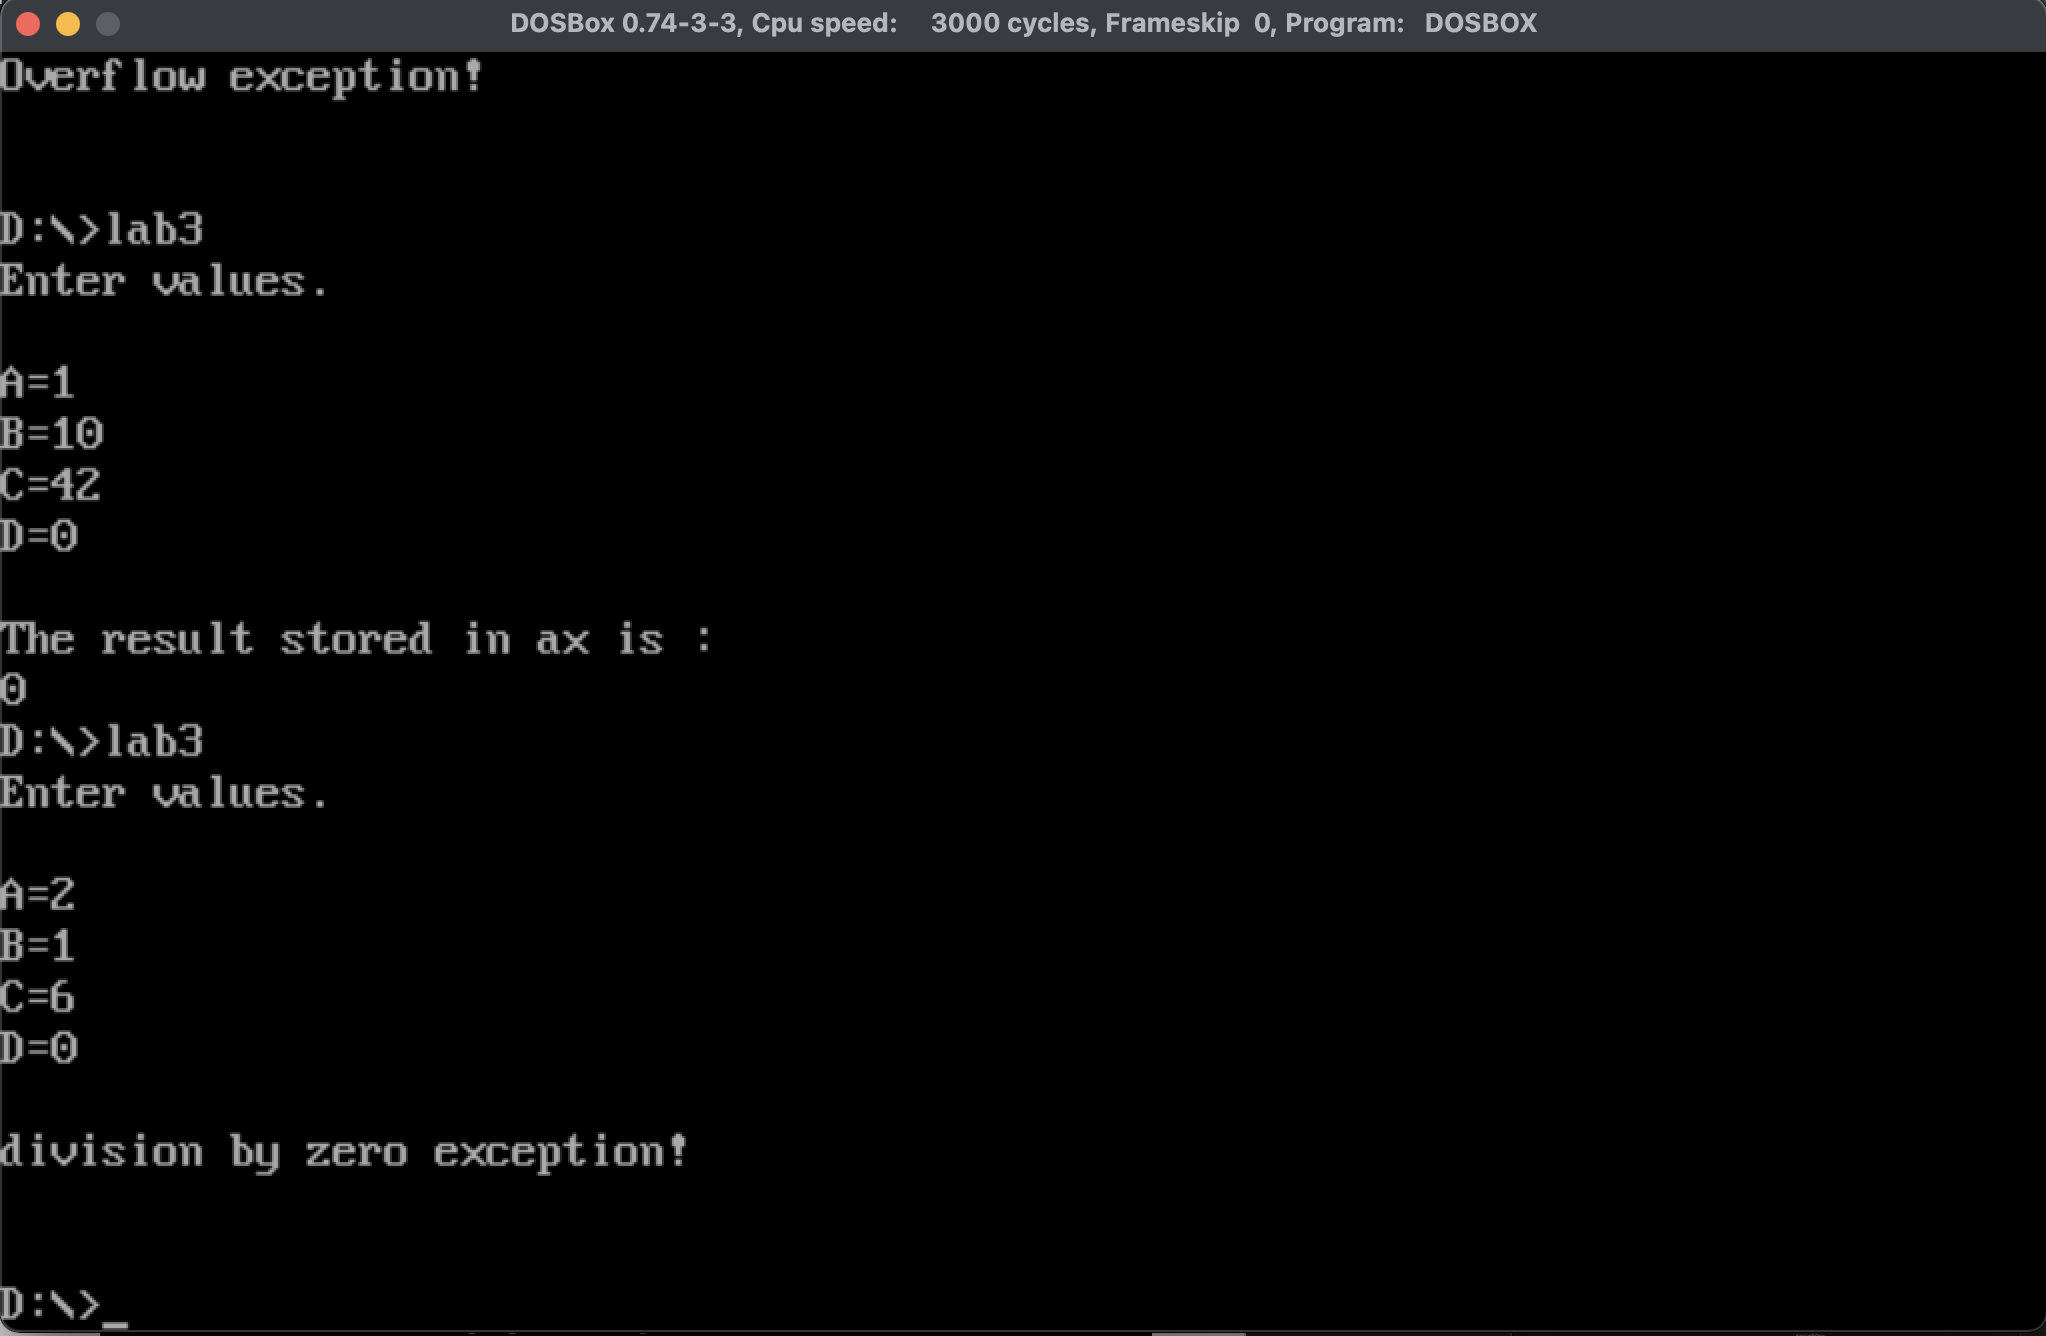 DOSBox 0.74-3-3, Cpu speed: 3000 cycles, Frameskip 0, Program: DOSBOX
Overflow exception!
D:\>lab3
Enter values.
A=1
B=10
C=42
D=0
The result stored in ax is :
0
D:\>lab3
Enter values.
A=2
B=1
C=6
D=0
division by zero exception!
D:\>_